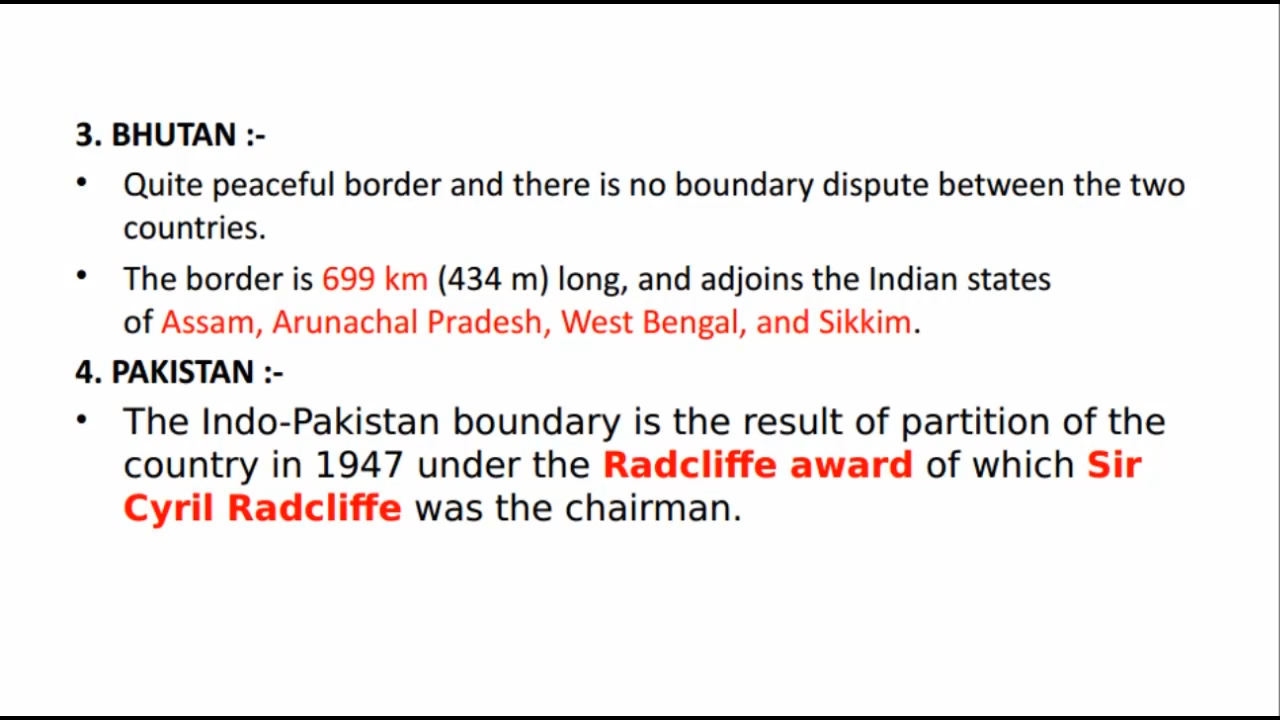 3. BHUTAN :-
• Quite peaceful border and there is no boundary dispute between the two
countries.
• The border is 699 km (434 m) long, and adjoins the Indian states
of Assam, Arunachal Pradesh, West Bengal, and Sikkim.
4. PAKISTAN :-
• The Indo-Pakistan boundary is the result of partition of the
country in 1947 under the Radcliffe award of which Sir
Cyril Radcliffe was the chairman.